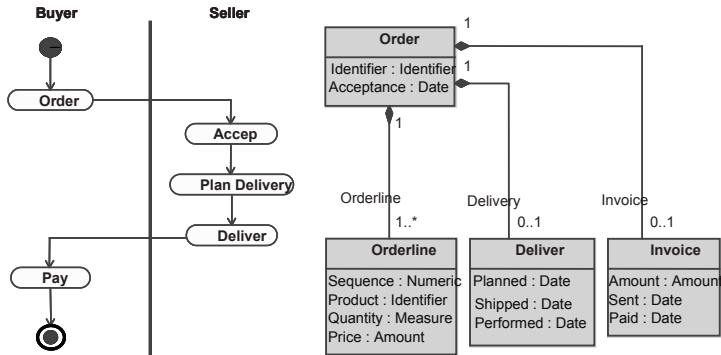 Buyer
Seller
Order
Accep
Plan Delivery
Deliver
Pay
Order
Identifier : Identifier
Acceptance : Date
1
1
1
Orderline
Delivery
Invoice
1..*
0..1
0..1
Orderline
Sequence : Numeric
Product : Identifier
Quantity : Measure
Price : Amount
Deliver
Planned : Date
Shipped : Date
Performed : Date
Invoice
Amount : Amount
Sent : Date
Paid : Date